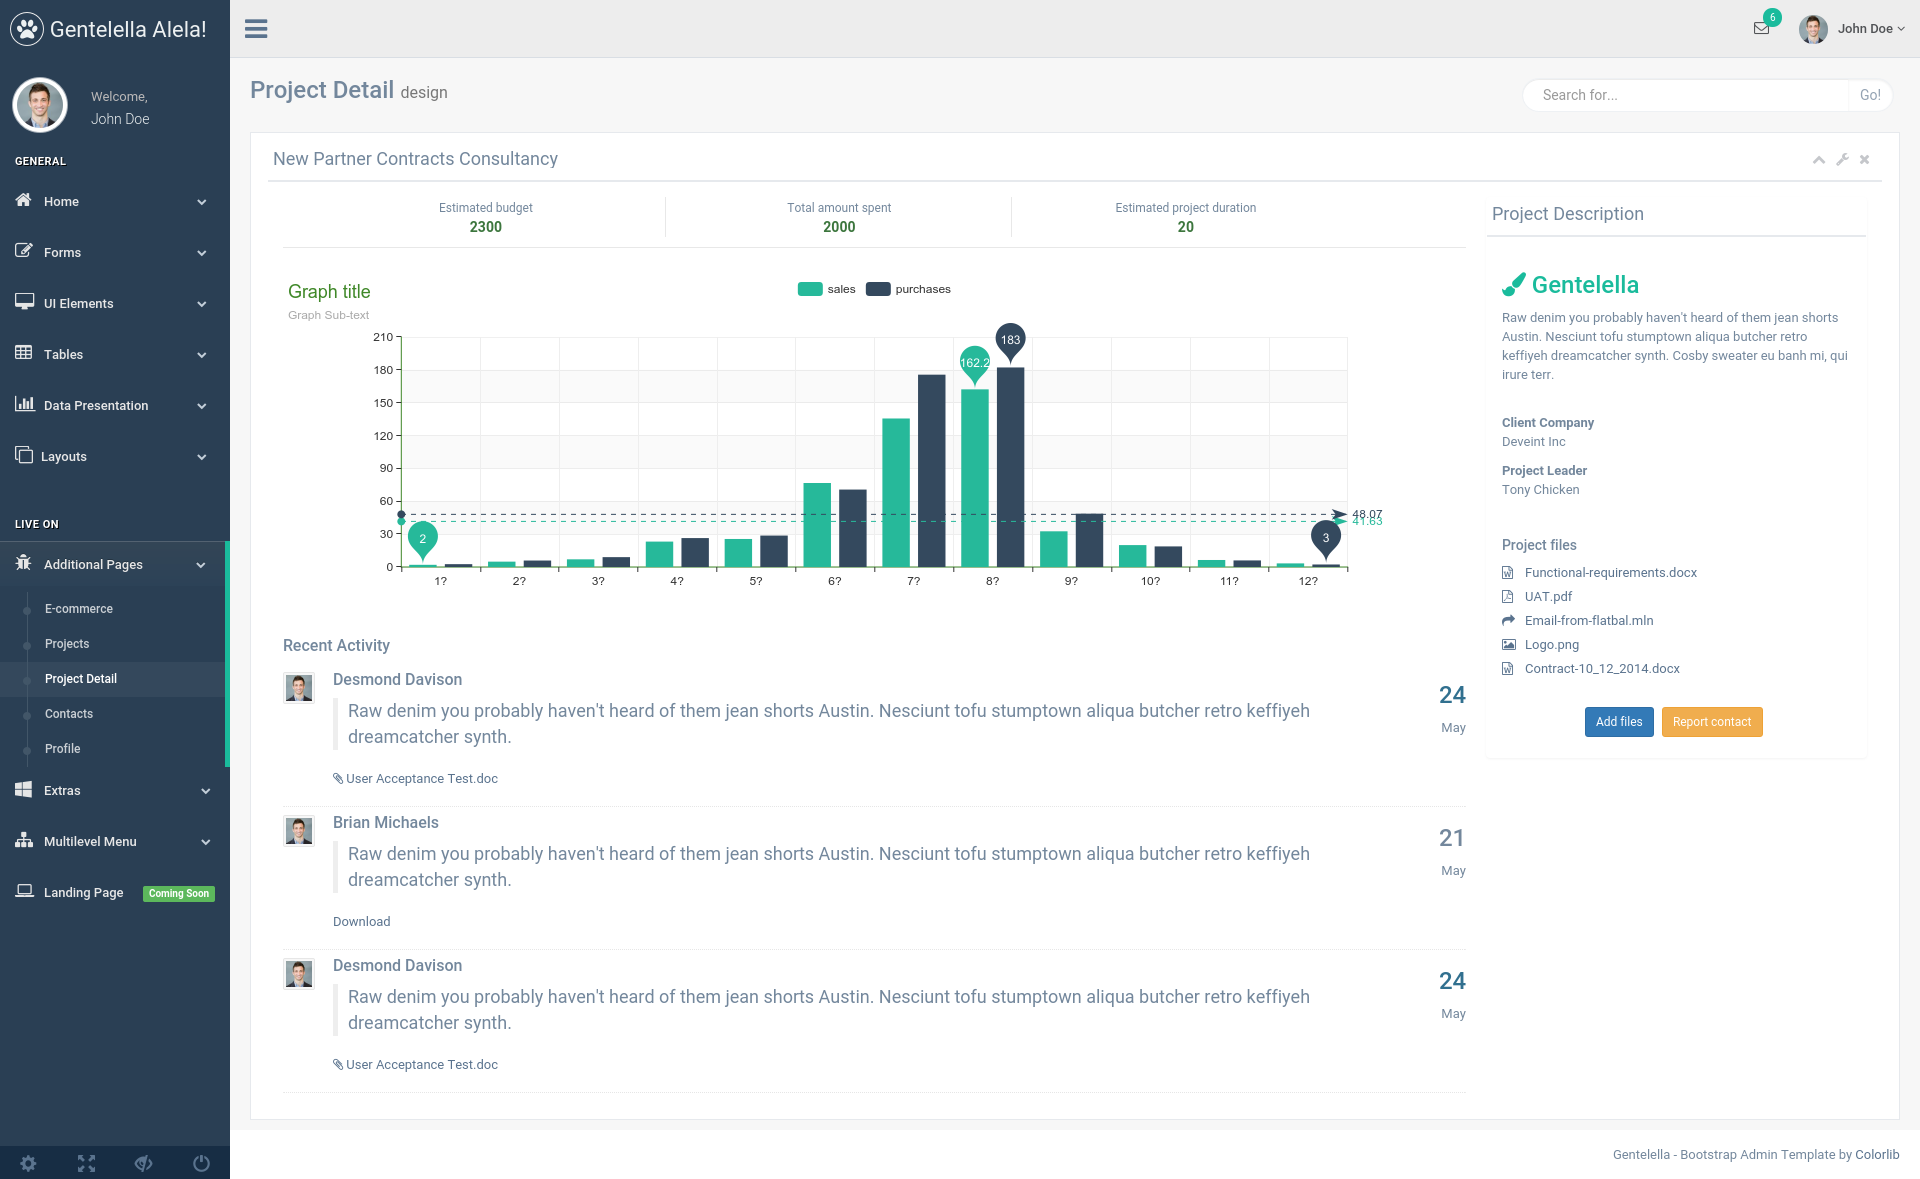 Gentelella Alela!
Welcome,
John Doe
GENERAL
Home
Forms
UI Elements
Tables
Data Presentation
Layouts
LIVE ON
Additional Pages
E-commerce
Projects
Project Detail
Contacts
Profile
Extras
Multilevel Menu
Landing Page Coming Soon
6
John Doe
Project Detail design
Search for... Go!
New Partner Contracts Consultancy
Estimated budget
2300
Total amount spent
2000
Estimated project duration
20
Graph title
Graph Sub-text
sales purchases
210
180
150
120
90
60
30
0
2
162.2
183
3
48.07
41.63
1? 2? 3? 4? 5? 6? 7? 8? 9? 10? 11? 12?
Recent Activity
Desmond Davison
Raw denim you probably haven't heard of them jean shorts Austin. Nesciunt tofu stumptown aliqua butcher retro keffiyeh
dreamcatcher synth.
User Acceptance Test.doc
24
May
Brian Michaels
Raw denim you probably haven't heard of them jean shorts Austin. Nesciunt tofu stumptown aliqua butcher retro keffiyeh
dreamcatcher synth.
Download
21
May
Desmond Davison
Raw denim you probably haven't heard of them jean shorts Austin. Nesciunt tofu stumptown aliqua butcher retro keffiyeh
dreamcatcher synth.
User Acceptance Test.doc
24
May
Project Description
Gentelella
Raw denim you probably haven't heard of them jean shorts
Austin. Nesciunt tofu stumptown aliqua butcher retro
keffiyeh dreamcatcher synth. Cosby sweater eu banh mi, qui
irure terr.
Client Company
Deveint Inc
Project Leader
Tony Chicken
Project files
Functional-requirements.docx
UAT.pdf
Email-from-flatbal.mln
Logo.png
Contract-10_12_2014.docx
Add files Report contact
Gentelella - Bootstrap Admin Template by Colorlib